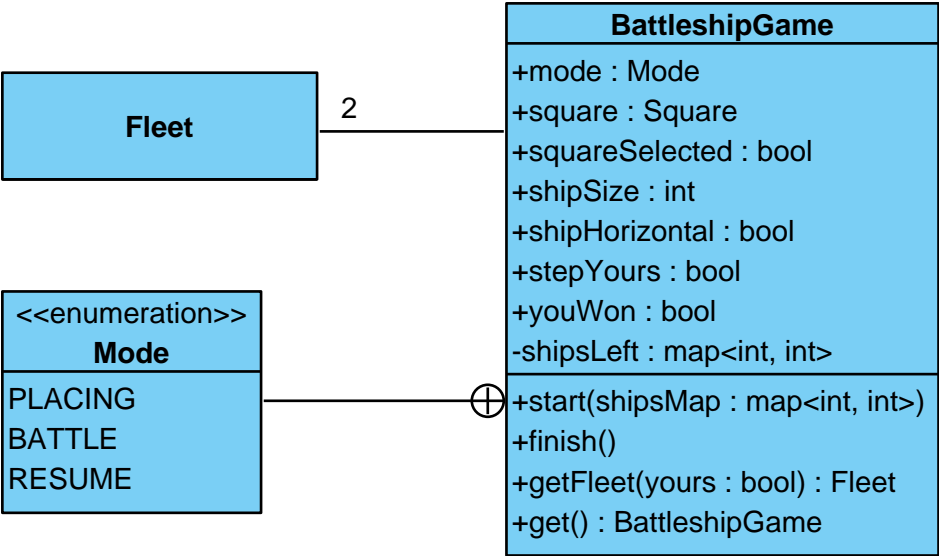 BattleshipGame
+mode : Mode
+square : Square
+squareSelected : bool
+shipSize : int
+shipHorizontal : bool
+stepYours : bool
+youWon : bool
-shipsLeft : map<int, int>
+start(shipsMap : map<int, int>)
+finish()
+getFleet(yours : bool) : Fleet
+get() : BattleshipGame
Fleet
2
<<enumeration>>
Mode
PLACING
BATTLE
RESUME